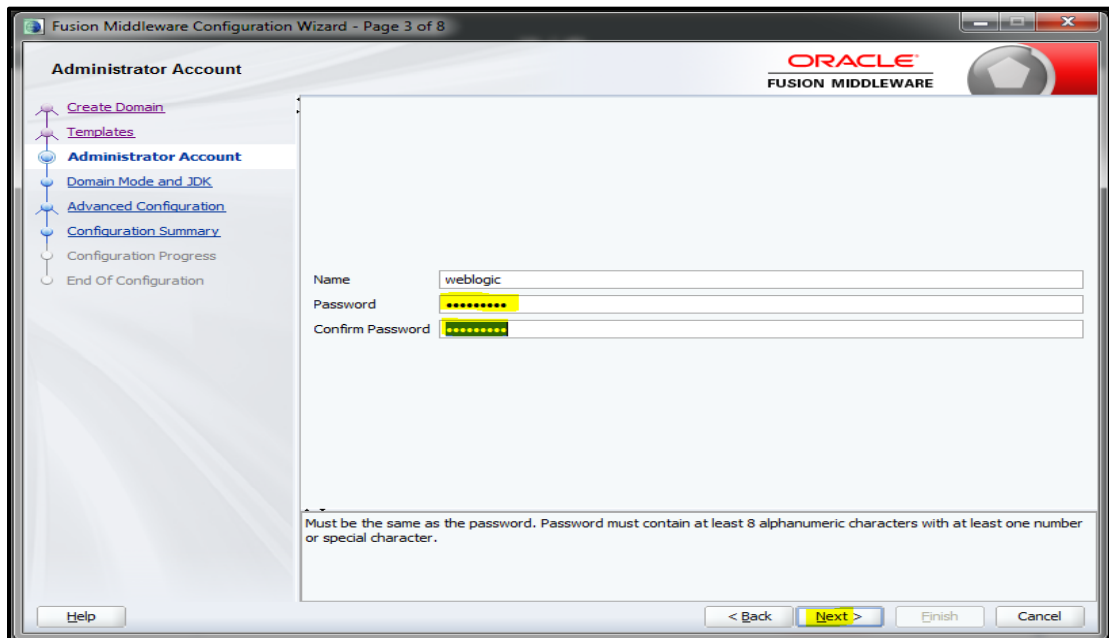 Fusion Middleware Configuration Wizard - Page 3 of 8
Administrator Account
ORACLE
FUSION MIDDLEWARE
Create Domain
Templates
Administrator Account
Domain Mode and JDK
Advanced Configuration
Configuration Summary
Configuration Progress
End Of Configuration
Name weblogic
Password •••••••••
Confirm Password •••••••••
Must be the same as the password. Password must contain at least 8 alphanumeric characters with at least one number
or special character.
Help < Back Next > Finish Cancel